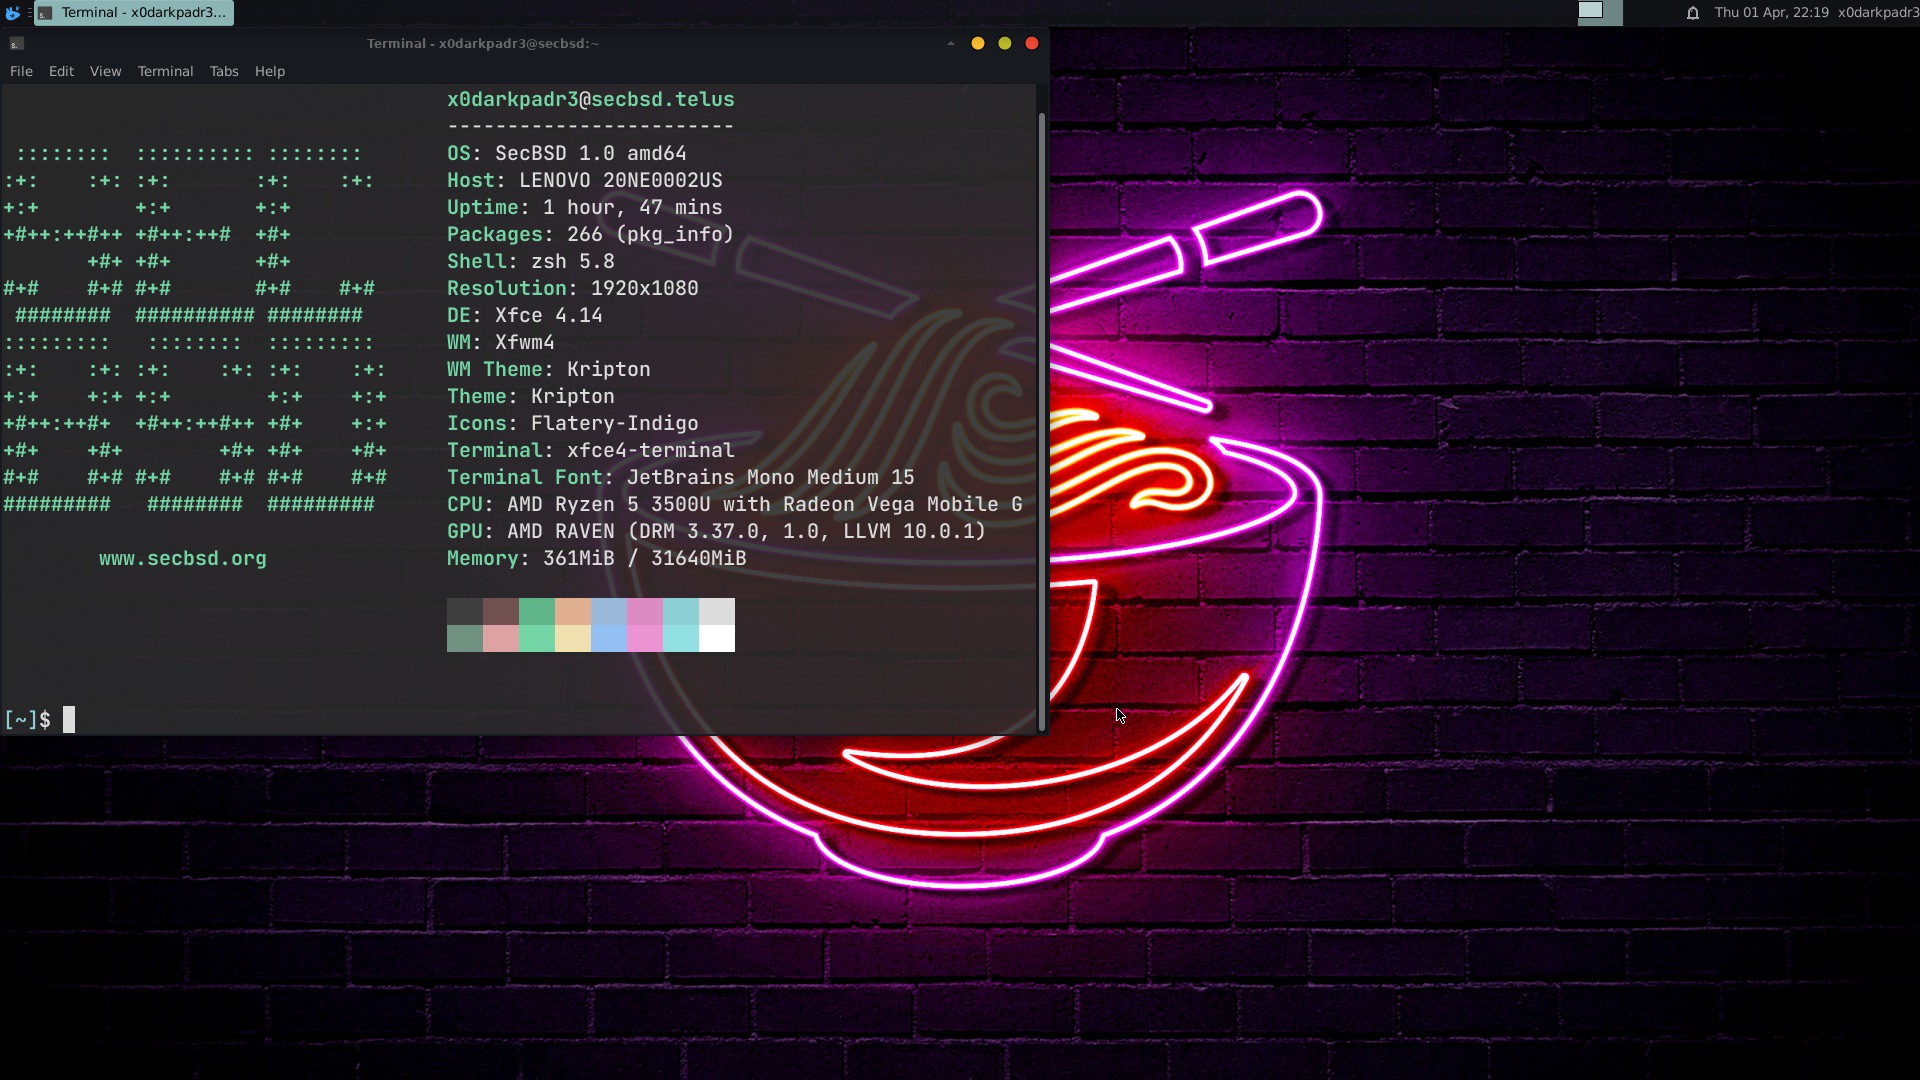 Terminal - x0darkpadr3... Thu 01 Apr, 22:19 x0darkpadr3
Terminal - x0darkpadr3@secbsd:~
File Edit View Terminal Tabs Help
x0darkpadr3@secbsd.telus
------------------------
 ::::::::  :::::::::: :::::::: OS: SecBSD 1.0 amd64
:+:    :+: :+:       :+:    :+: Host: LENOVO 20NE0002US
+:+        +:+       +:+ Uptime: 1 hour, 47 mins
+#++:++#++ +#++:++#  +#+ Packages: 266 (pkg_info)
       +#+ +#+       +#+ Shell: zsh 5.8
#+#    #+# #+#       #+#    #+# Resolution: 1920x1080
 ########  ########## ######## DE: Xfce 4.14
:::::::::   ::::::::  ::::::::: WM: Xfwm4
:+:    :+: :+:    :+: :+:    :+: WM Theme: Kripton
+:+    +:+ +:+        +:+    +:+ Theme: Kripton
+#++:++#+  +#++:++#++ +#+    +:+ Icons: Flatery-Indigo
+#+    +#+        +#+ +#+    +#+ Terminal: xfce4-terminal
#+#    #+# #+#    #+# #+#    #+# Terminal Font: JetBrains Mono Medium 15
#########   ########  ######### CPU: AMD Ryzen 5 3500U with Radeon Vega Mobile G
GPU: AMD RAVEN (DRM 3.37.0, 1.0, LLVM 10.0.1)
www.secbsd.org Memory: 361MiB / 31640MiB
[~]$